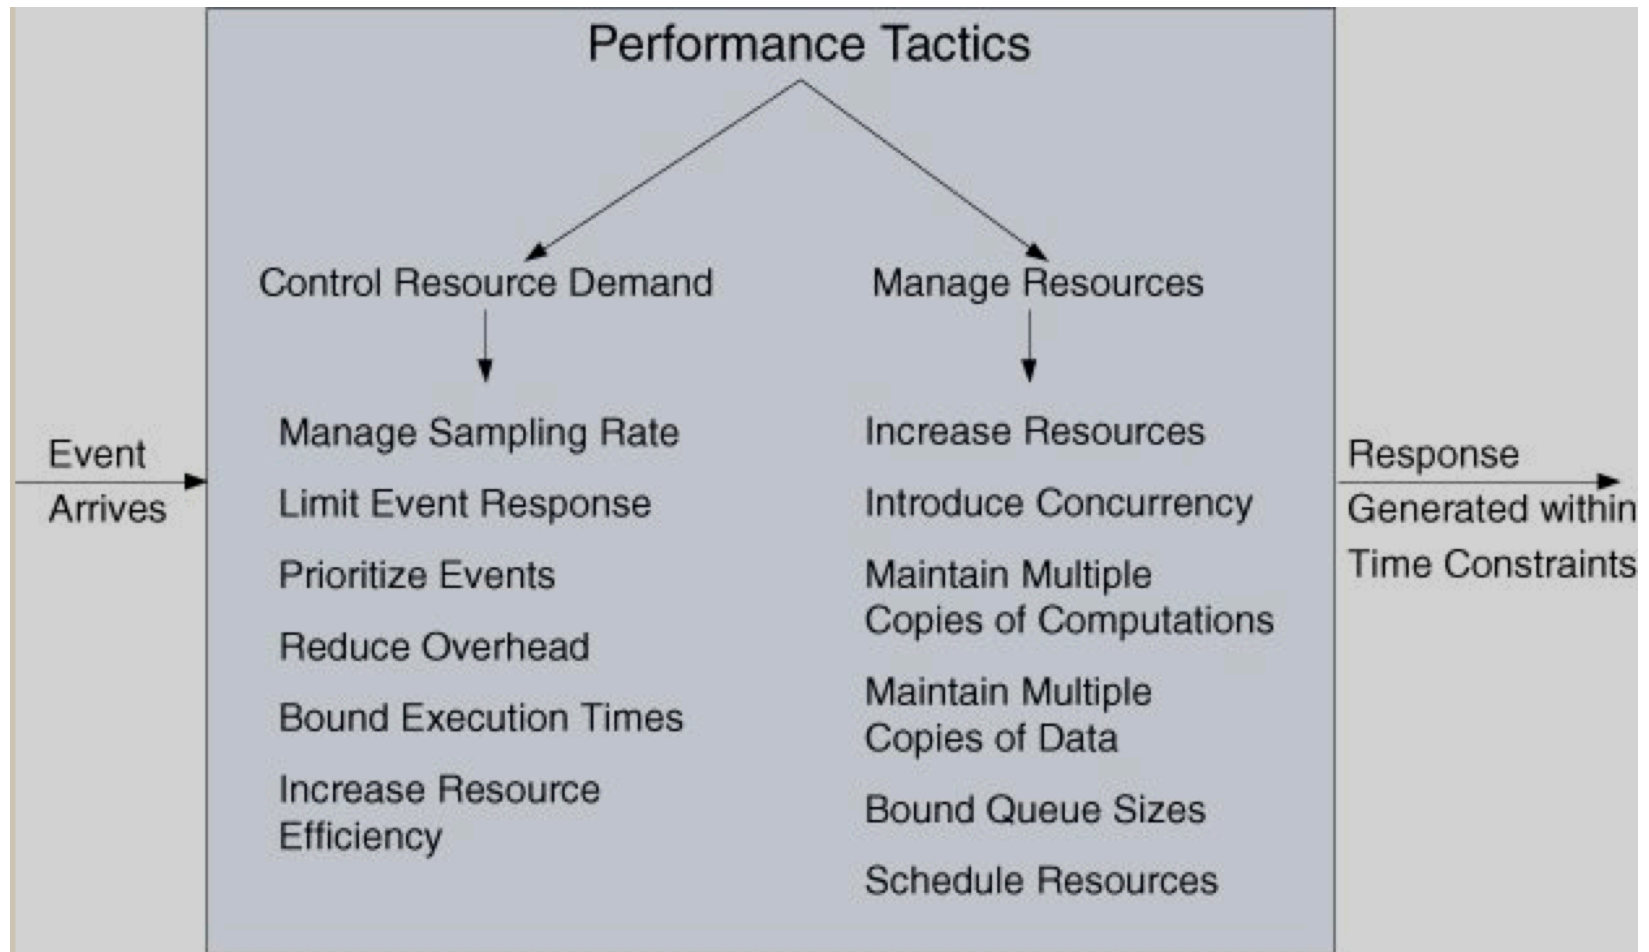 Performance Tactics
Control Resource Demand
Manage Sampling Rate
Limit Event Response
Prioritize Events
Reduce Overhead
Bound Execution Times
Increase Resource
Efficiency
Manage Resources
Increase Resources
Introduce Concurrency
Maintain Multiple
Copies of Computations
Maintain Multiple
Copies of Data
Bound Queue Sizes
Schedule Resources
Event
Arrives
Response
Generated within
Time Constraints